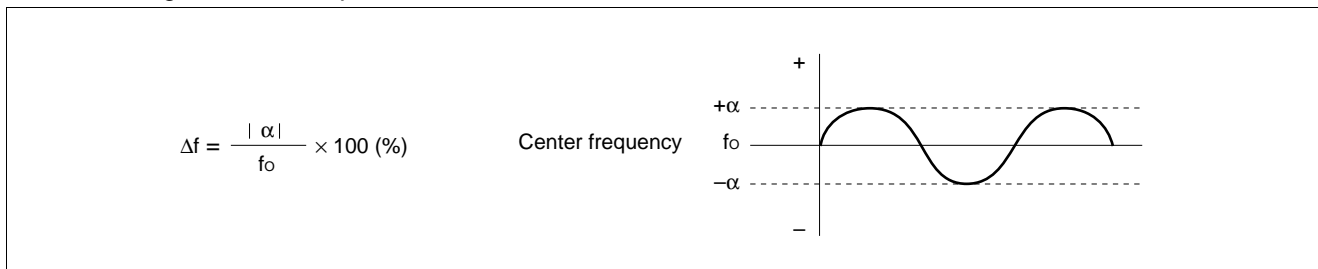 Δf = | α | / fo × 100 (%)
Center frequency
+
+α
fo
−α
−